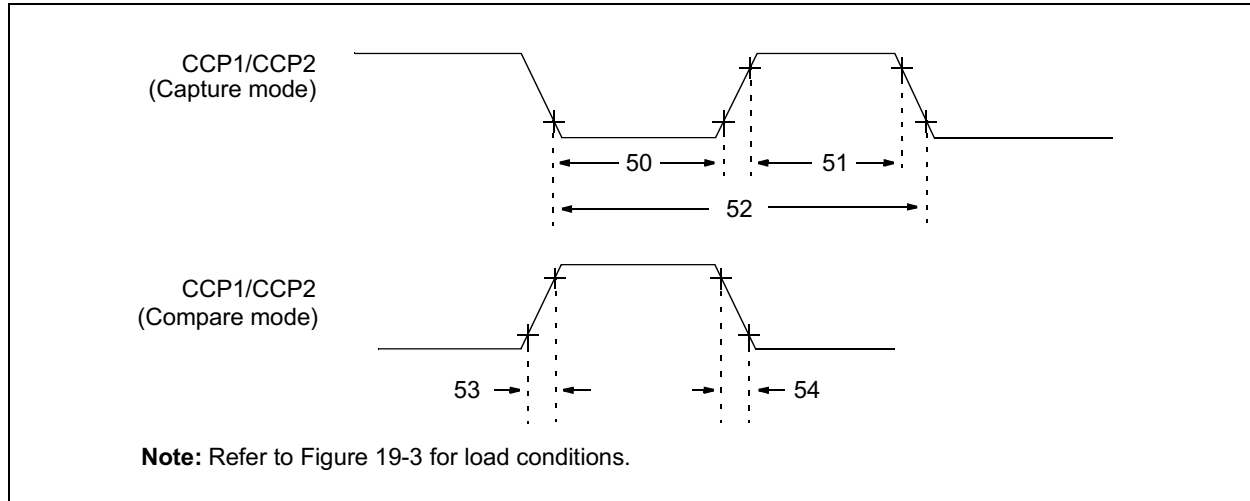 CCP1/CCP2
(Capture mode)
50
51
52
CCP1/CCP2
(Compare mode)
53
54
Note: Refer to Figure 19-3 for load conditions.